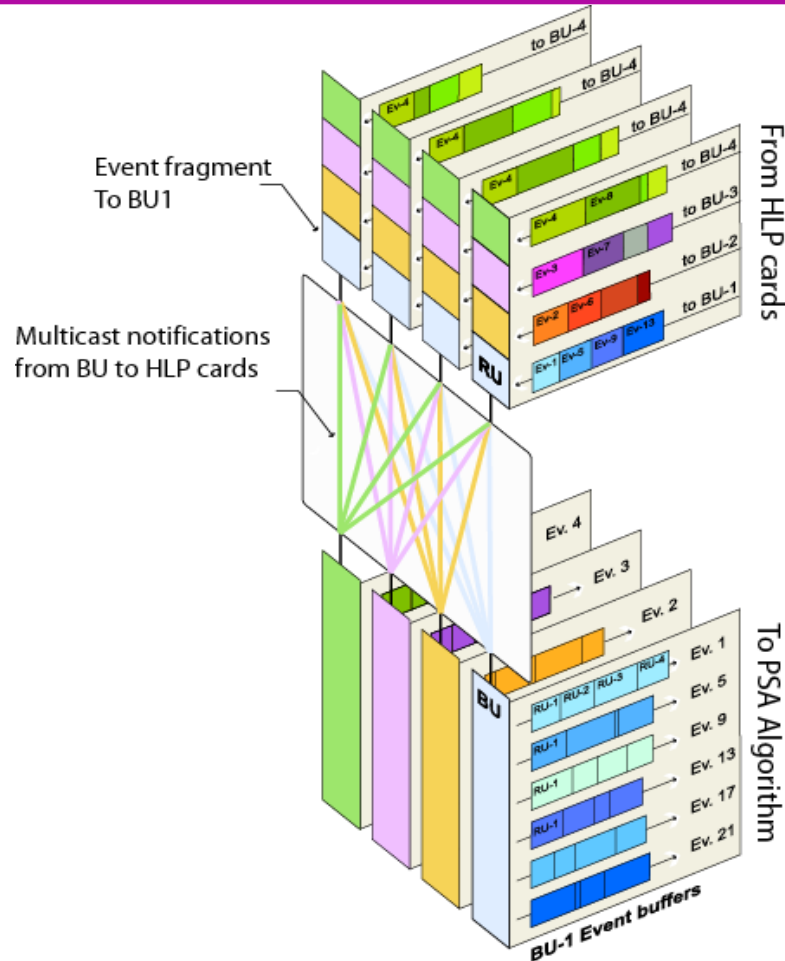 to BU-4
Ev-4
to BU-4
Ev-4
to BU-4
Ev-4
to BU-4
Ev-4 Ev-8
to BU-3
Ev-3 Ev-7
to BU-2
Ev-2 Ev-6
to BU-1
Ev-1 Ev-5 Ev-9 Ev-13
RU
From HLP cards
Event fragment
To BU1
Multicast notifications
from BU to HLP cards
Ev. 4
Ev. 3
Ev. 2
Ev. 1
RU-1 RU-2 RU-3 RU-4
BU
Ev. 5
RU-1
Ev. 9
RU-1
Ev. 13
RU-1
Ev. 17
Ev. 21
BU-1 Event buffers
To PSA Algorithm